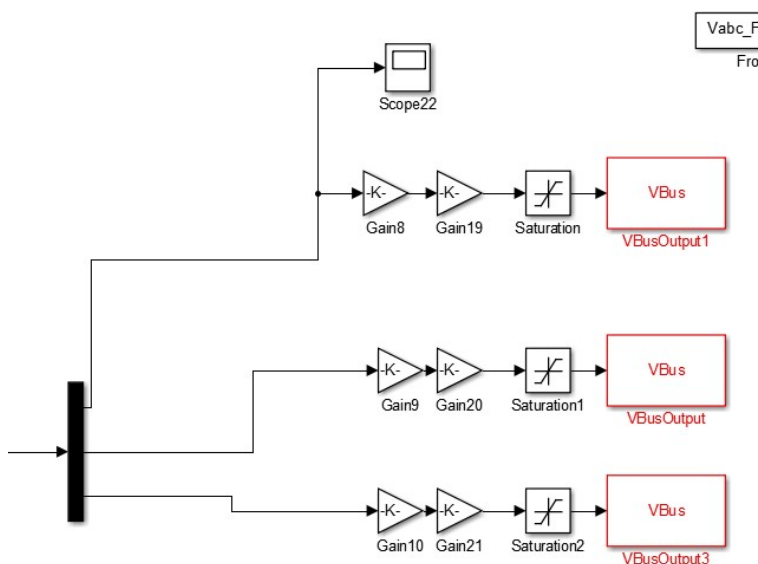 Vabc_F
Fro
Scope22
-K-
-K-
VBus
Gain8
Gain19
Saturation
VBusOutput1
-K-
-K-
VBus
Gain9
Gain20
Saturation1
VBusOutput
-K-
-K-
VBus
Gain10
Gain21
Saturation2
VBusOutput3